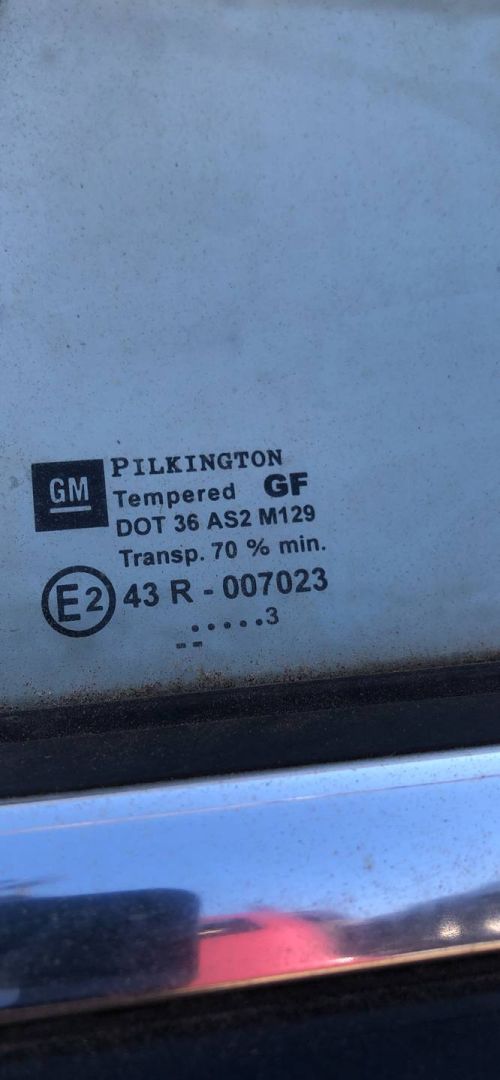 GM
PILKINGTON
Tempered GF
DOT 36 AS2 M129
Transp. 70 % min.
E2 43 R - 007023
.....3
--